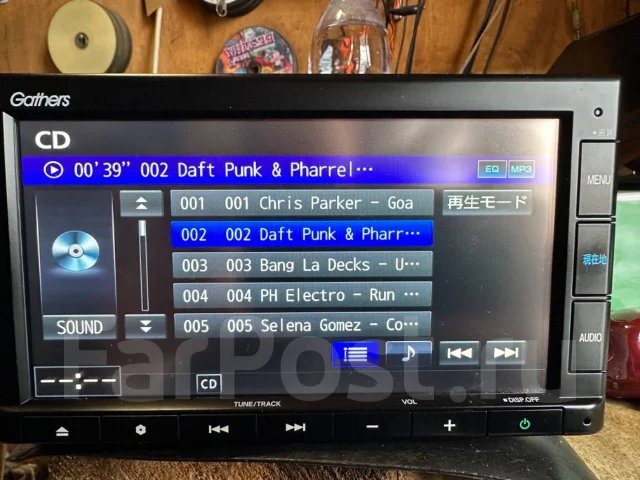 Gathers
CD
00'39" 002 Daft Punk & Pharrel… EQ MP3
001 001 Chris Parker - Goa 再生モード
002 002 Daft Punk & Pharr…
003 003 Bang La Decks - U…
004 004 PH Electro - Run …
005 005 Selena Gomez - Co…
SOUND
--:--
CD
MENU
現在地
AUDIO
TUNE/TRACK VOL DISP.OFF
− +
FarPost.ru